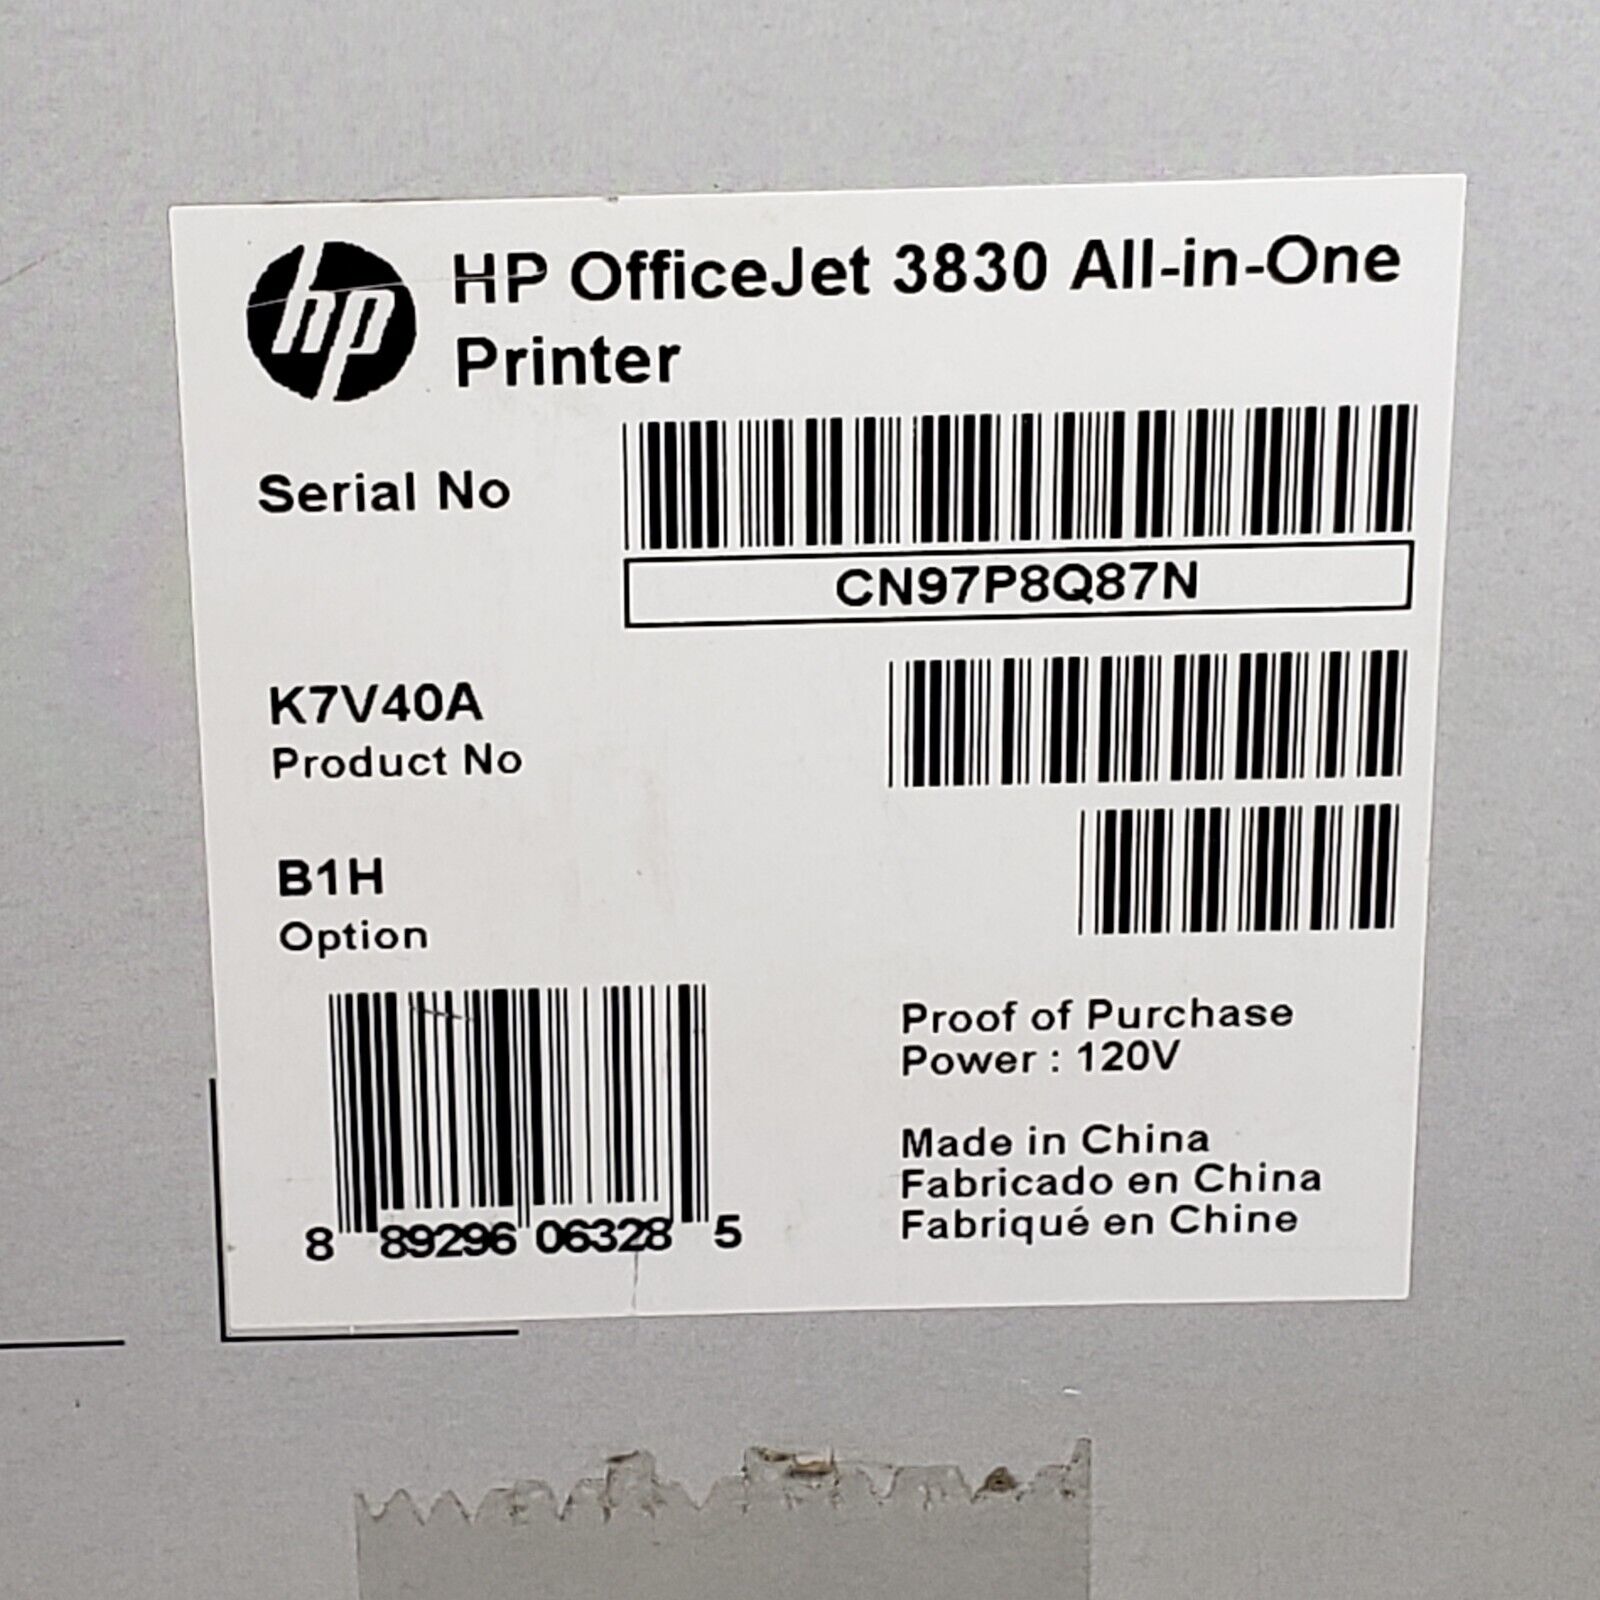 hp HP OfficeJet 3830 All-in-One
Printer
Serial No
CN97P8Q87N
K7V40A
Product No
B1H
Option
8 89296 06328 5
Proof of Purchase
Power : 120V
Made in China
Fabricado en China
Fabriqué en Chine